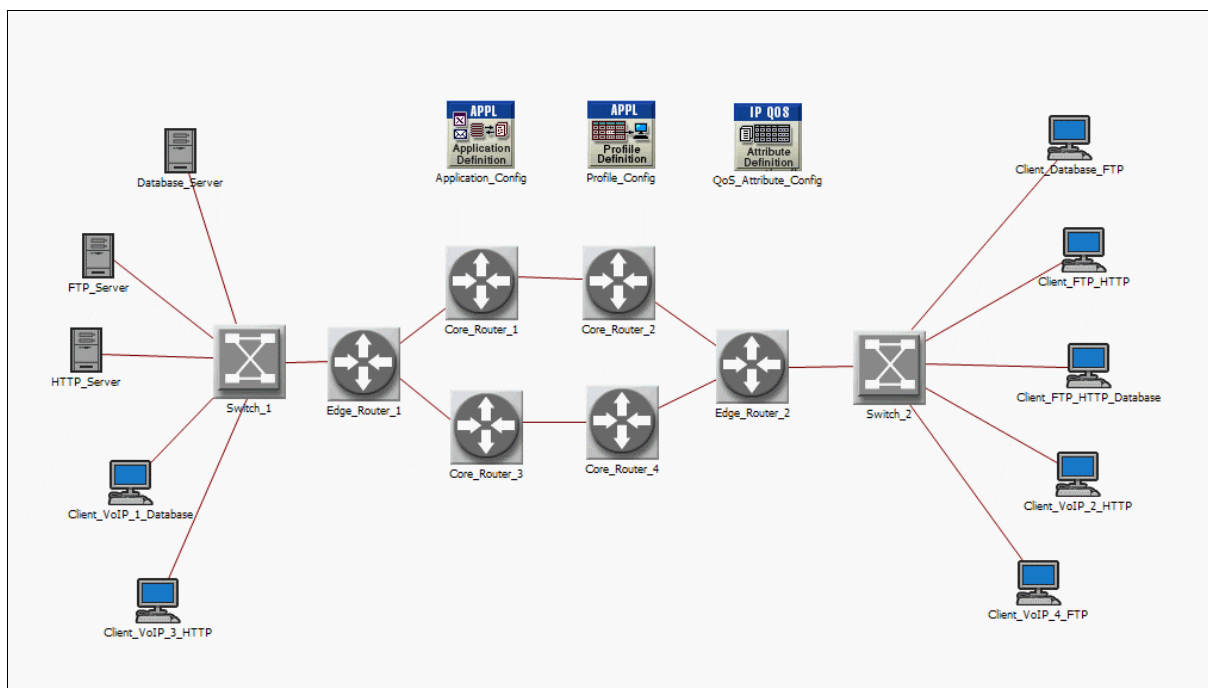 APPL
Application
Definition
Application_Config
APPL
Profile
Definition
Profile_Config
IP QOS
Attribute
Definition
QoS_Attribute_Config
Database_Server
FTP_Server
HTTP_Server
Client_VoIP_1_Database
Client_VoIP_3_HTTP
Switch_1
Edge_Router_1
Core_Router_1
Core_Router_2
Core_Router_3
Core_Router_4
Edge_Router_2
Switch_2
Client_Database_FTP
Client_FTP_HTTP
Client_FTP_HTTP_Database
Client_VoIP_2_HTTP
Client_VoIP_4_FTP